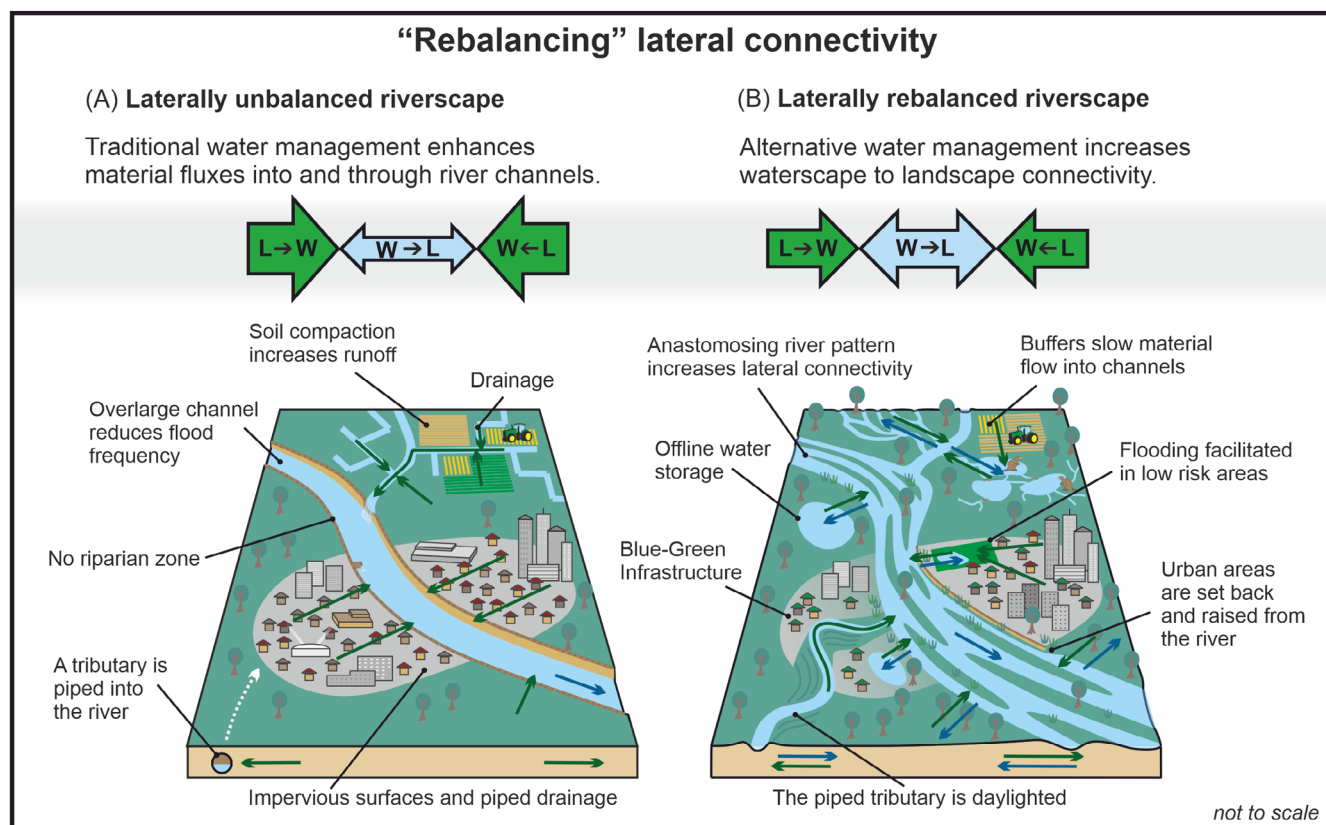 “Rebalancing” lateral connectivity
(A) Laterally unbalanced riverscape
Traditional water management enhances
material fluxes into and through river channels.
L→W
W→L
W←L
Soil compaction
increases runoff
Drainage
Overlarge channel
reduces flood
frequency
No riparian zone
A tributary is
piped into
the river
Impervious surfaces and piped drainage
(B) Laterally rebalanced riverscape
Alternative water management increases
waterscape to landscape connectivity.
L→W
W→L
W←L
Anastomosing river pattern
increases lateral connectivity
Buffers slow material
flow into channels
Offline water
storage
Flooding facilitated
in low risk areas
Blue-Green
Infrastructure
Urban areas
are set back
and raised from
the river
The piped tributary is daylighted
not to scale